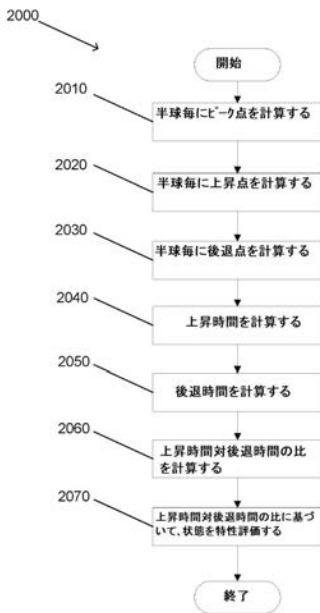 2000
開始
2010
半球毎にピーク点を計算する
2020
半球毎に上昇点を計算する
2030
半球毎に後退点を計算する
2040
上昇時間を計算する
2050
後退時間を計算する
2060
上昇時間対後退時間の比
を計算する
2070
上昇時間対後退時間の比に基づ
いて、状態を特性評価する
終了